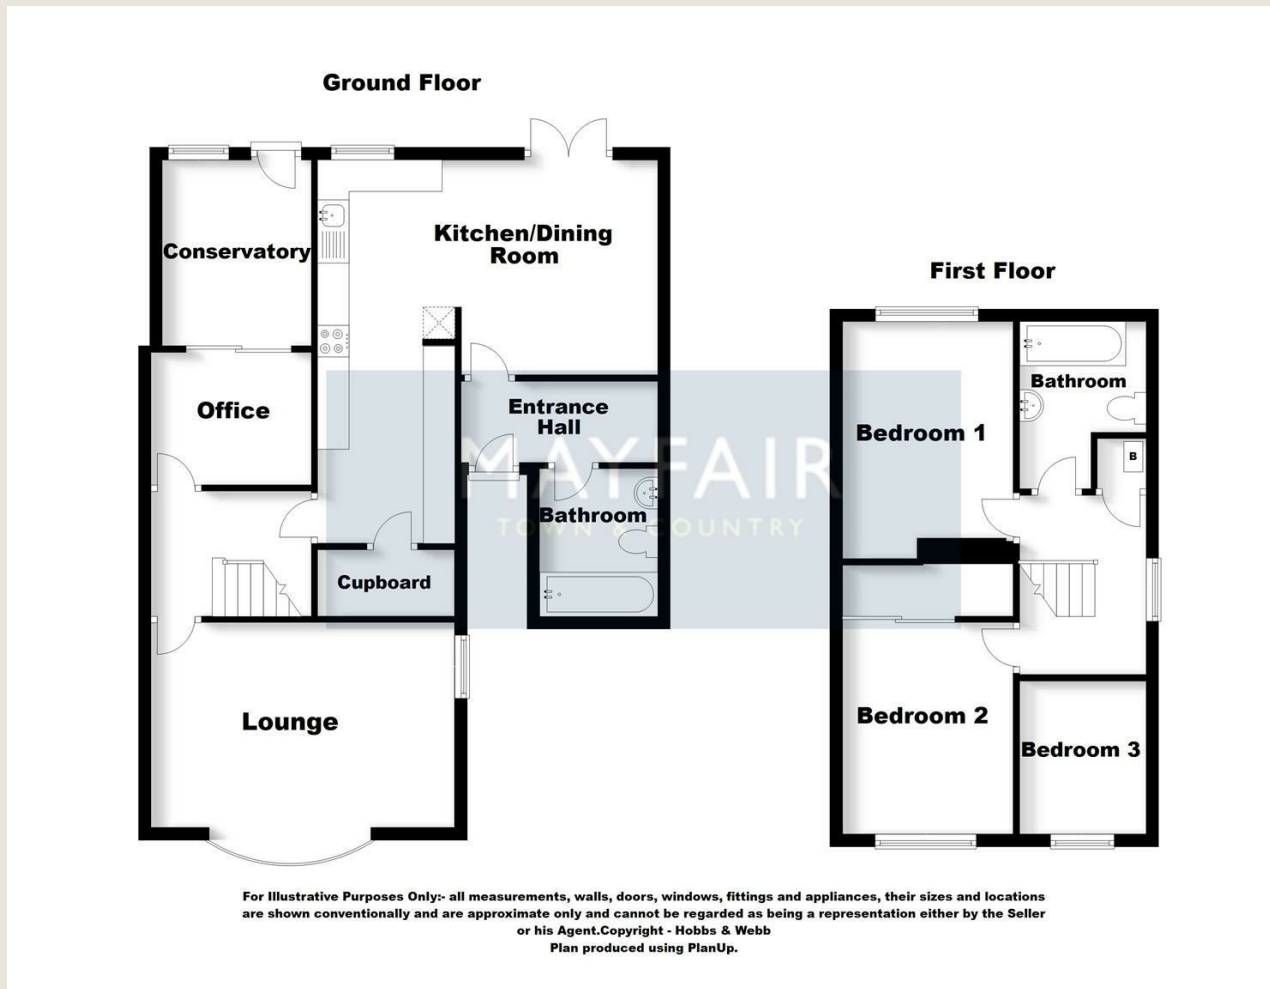 Ground Floor
Conservatory
Kitchen/Dining
Room
First Floor
Office
Entrance
Hall
Bathroom
Bedroom 1
B
MAYFAIR
TOWN & COUNTRY
Bathroom
Cupboard
Lounge
Bedroom 2
Bedroom 3
For Illustrative Purposes Only:- all measurements, walls, doors, windows, fittings and appliances, their sizes and locations
are shown conventionally and are approximate only and cannot be regarded as being a representation either by the Seller
or his Agent.Copyright - Hobbs & Webb
Plan produced using PlanUp.